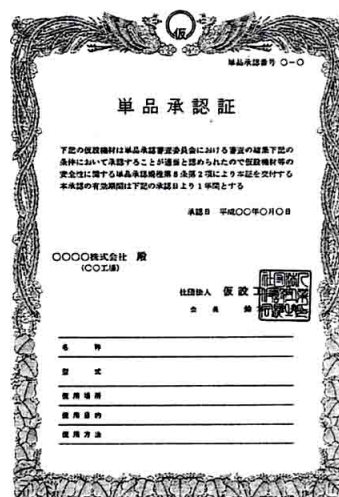 仮
単品承認番号 ○-○
単品承認証
下記の仮設機材は単品承認審査委員会における審査の結果下記の
条件において承認することが適当と認められたので仮設機材等の
安全性に関する単品承認規程第8条第2項により本証を交付する
本承認の有効期間は下記の承認日より1年間とする
承認日 平成○○年○月○日
○○○○株式会社 殿
(○○工場)
社団法人 仮設工
会長
名称
型式
使用場所
使用目的
使用方法